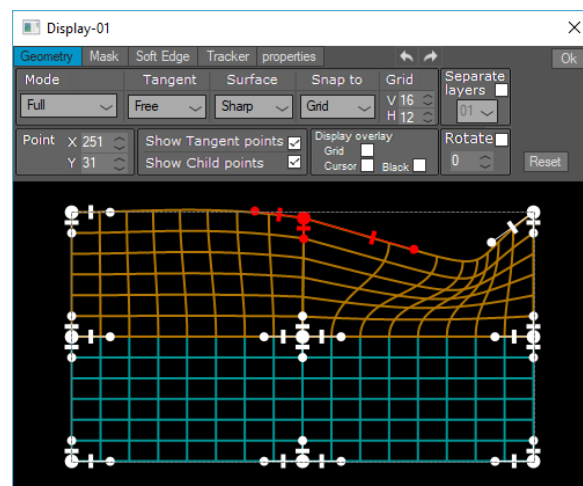 Display-01
Geometry Mask Soft Edge Tracker properties Ok
Mode Tangent Surface Snap to Grid Separate layers
Full Free Sharp Grid V 16 H 12 01
Point X 251 Y 31
Show Tangent points
Show Child points
Display overlay
Grid
Cursor Black
Rotate
0
Reset